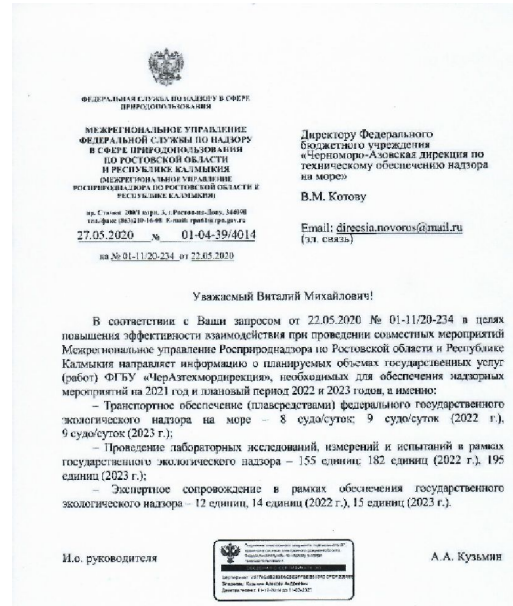 ФЕДЕРАЛЬНАЯ СЛУЖБА ПО НАДЗОРУ В СФЕРЕ
ПРИРОДОПОЛЬЗОВАНИЯ
МЕЖРЕГИОНАЛЬНОЕ УПРАВЛЕНИЕ
ФЕДЕРАЛЬНОЙ СЛУЖБЫ ПО НАДЗОРУ
В СФЕРЕ ПРИРОДОПОЛЬЗОВАНИЯ
ПО РОСТОВСКОЙ ОБЛАСТИ
И РЕСПУБЛИКЕ КАЛМЫКИЯ
(МЕЖРЕГИОНАЛЬНОЕ УПРАВЛЕНИЕ
РОСПРИРОДНАДЗОРА ПО РОСТОВСКОЙ ОБЛАСТИ И
РЕСПУБЛИКЕ КАЛМЫКИЯ)
27.05.2020 № 01-04-39/4014
на № 01-11/20-234 от 22.05.2020
Директору Федерального
бюджетного учреждения
«Черноморо-Азовская дирекция по
техническому обеспечению надзора
на море»
В.М. Котову
Email: direcsia.novoros@mail.ru
(эл. связь)
Уважаемый Виталий Михайлович!
В соответствии с Ваши запросом от 22.05.2020 № 01-11/20-234 в целях
повышения эффективности взаимодействия при проведении совместных мероприятий
Межрегиональное управление Росприроднадзора по Ростовской области и Республике
Калмыкия направляет информацию о планируемых объемах государственных услуг
(работ) ФГБУ «ЧерАзтехмордирекция», необходимых для обеспечения надзорных
мероприятий на 2021 год и плановый период 2022 и 2023 годов, а именно:
– Транспортное обеспечение (плавсредствами) федерального государственного
экологического надзора на море – 8 судо/суток; 9 судо/суток (2022 г.),
9 судо/суток (2023 г.);
– Проведение лабораторных исследований, измерений и испытаний в рамках
государственного экологического надзора – 155 единиц; 182 единиц (2022 г.), 195
единиц (2023 г.);
– Экспертное сопровождение в рамках обеспечения государственного
экологического надзора – 12 единиц, 14 единиц (2022 г.), 15 единиц (2023 г.).
И.о. руководителя
А.А. Кузьмин